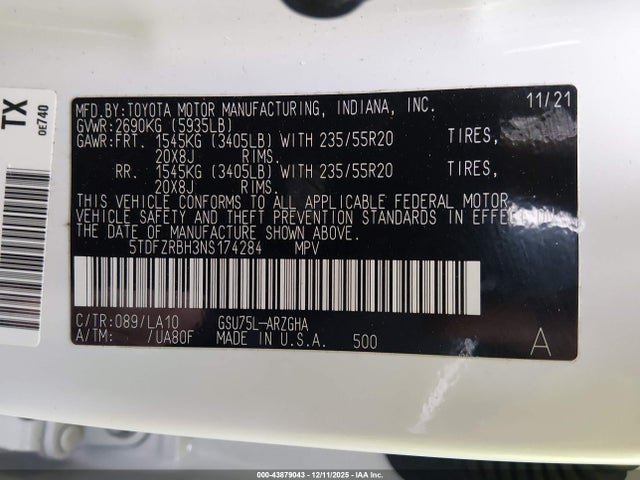 TX
0E740
MFD.BY:TOYOTA MOTOR MANUFACTURING, INDIANA, INC. 11/21
GVWR:2690KG (5935LB)
GAWR:FRT. 1545KG (3405LB) WITH 235/55R20 TIRES,
20X8J RIMS.
RR. 1545KG (3405LB) WITH 235/55R20 TIRES,
20X8J RIMS.
THIS VEHICLE CONFORMS TO ALL APPLICABLE FEDERAL MOTOR
VEHICLE SAFETY AND THEFT PREVENTION STANDARDS IN EFFECT ON
THE DATE OF MANUFACTURE SHOWN ABOVE.
5TDFZRBH3NS174284 MPV
C/TR:089/LA10 GSU75L-ARZGHA
A/TM: /UA80F MADE IN U.S.A. 500 A
000-43879043 - 12/11/2025 - IAA Inc.